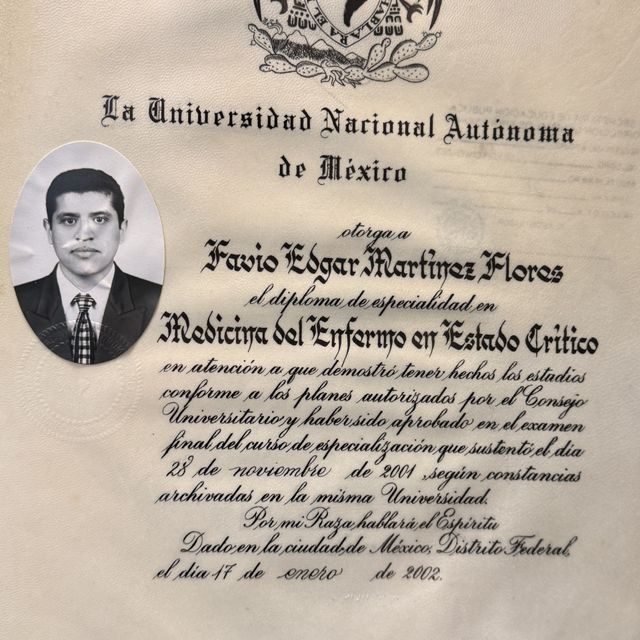 HABLARA EL
La Universidad Nacional Autónoma
de México
otorga a
Favio Edgar Martínez Flores
el diploma de especialidad en
Medicina del Enfermo en Estado Crítico
en atención a que demostró tener hechos los estudios
conforme a los planes autorizados por el Consejo
Universitario y haber sido aprobado en el examen
final del curso de especialización que sustentó el día
28 de noviembre de 2001 ,según constancias
archivadas en la misma Universidad.
Por mi Raza hablará el Espíritu
Dado en la ciudad de México, Distrito Federal,
el día 17 de enero de 2002.